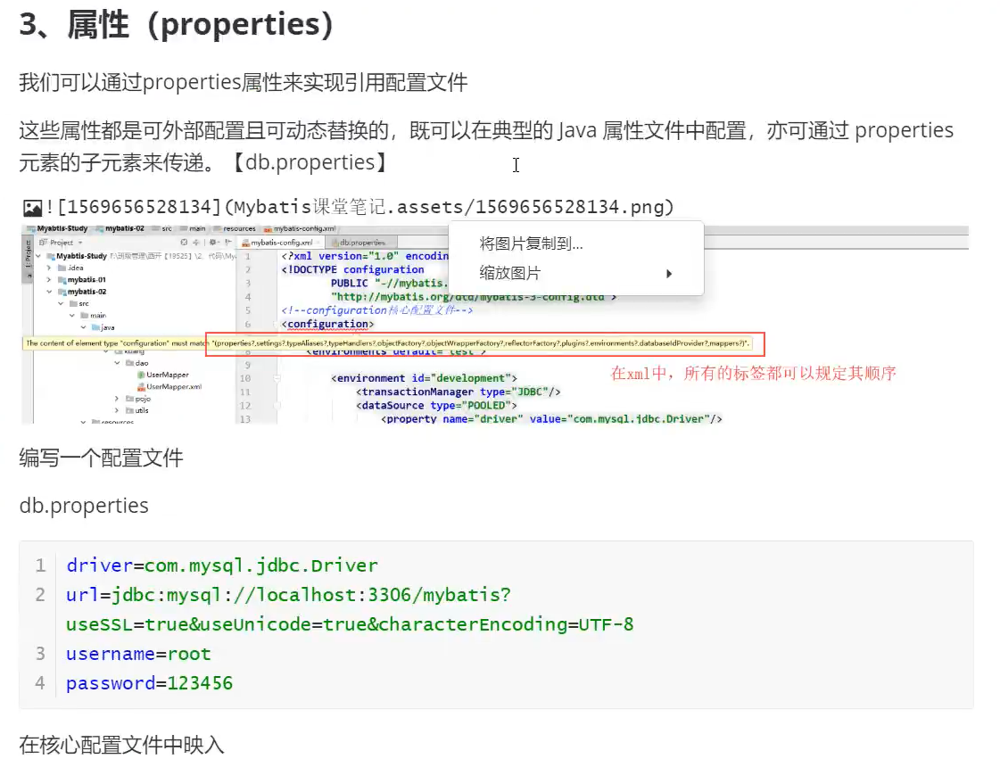 3、属性（properties）
我们可以通过properties属性来实现引用配置文件
这些属性都是可外部配置且可动态替换的，既可以在典型的 Java 属性文件中配置，亦可通过 properties
元素的子元素来传递。【db.properties】
![1569656528134](Mybatis课堂笔记.assets/1569656528134.png)
Myabtis-Study mybatis-02 src main resources mybatis-config.xml
将图片复制到...
缩放图片
Project
mybatis-config.xml
db.properties
Myabtis-Study
.idea
mybatis-01
mybatis-02
src
main
java
kuang
dao
UserMapper
UserMapper.xml
pojo
utils
resources
1 <?xml version="1.0" encodin
2 <!DOCTYPE configuration
3 PUBLIC "-//mybatis.
4 "http://mybatis.org/dtd/mybatis-3-config.dtd">
5 <!--configuration核心配置文件-->
6 <configuration>
The content of element type "configuration" must match "(properties?,settings?,typeAliases?,typeHandlers?,objectFactory?,objectWrapperFactory?,reflectorFactory?,plugins?,environments?,databaseIdProvider?,mappers?)".
8 <environments default="test">
9
10 <environment id="development">
11 <transactionManager type="JDBC"/>
12 <dataSource type="POOLED">
13 <property name="driver" value="com.mysql.jdbc.Driver"/>
在xml中，所有的标签都可以规定其顺序
编写一个配置文件
db.properties
1 driver=com.mysql.jdbc.Driver
2 url=jdbc:mysql://localhost:3306/mybatis?
useSSL=true&useUnicode=true&characterEncoding=UTF-8
3 username=root
4 password=123456
在核心配置文件中映入